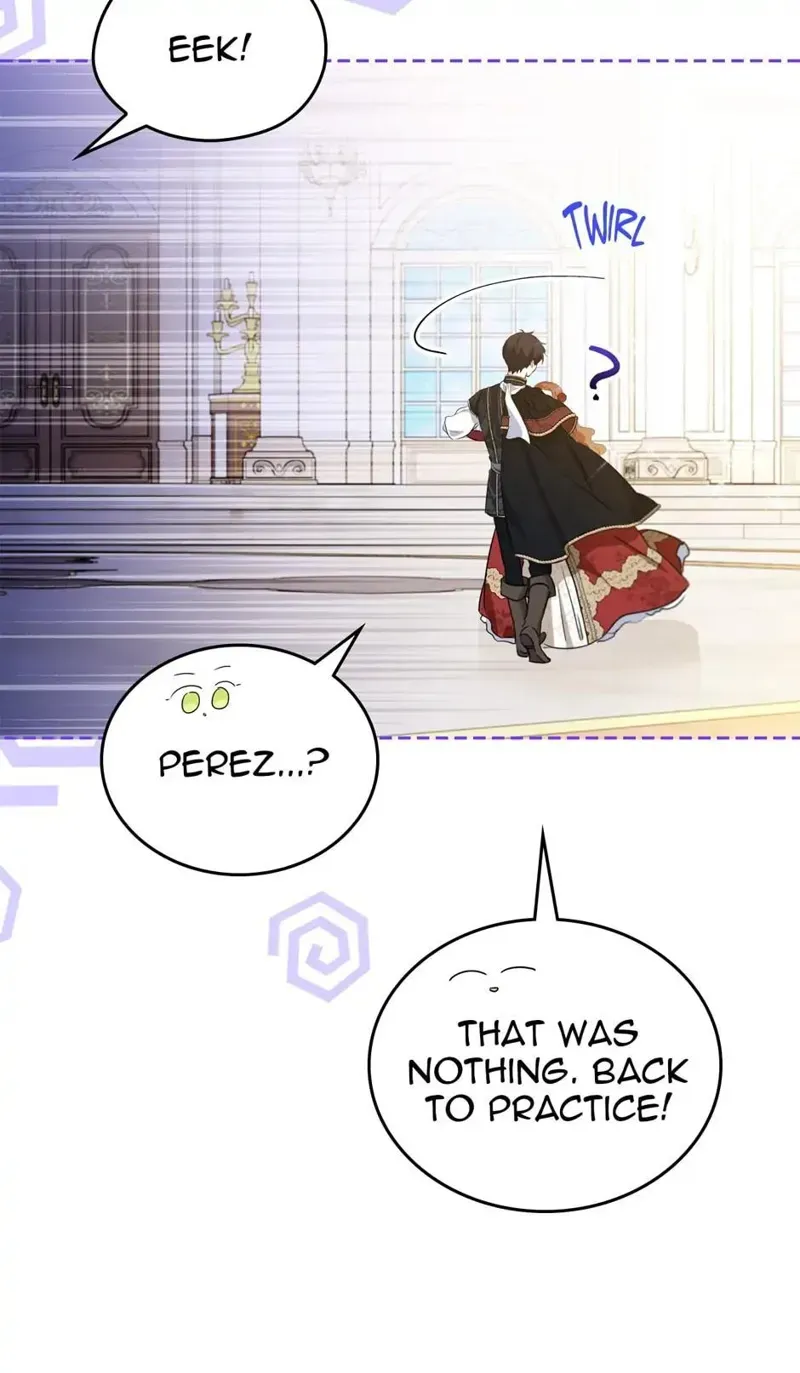 EEK!
TWIRL
?
PEREZ...?
THAT WAS
NOTHING. BACK
TO PRACTICE!